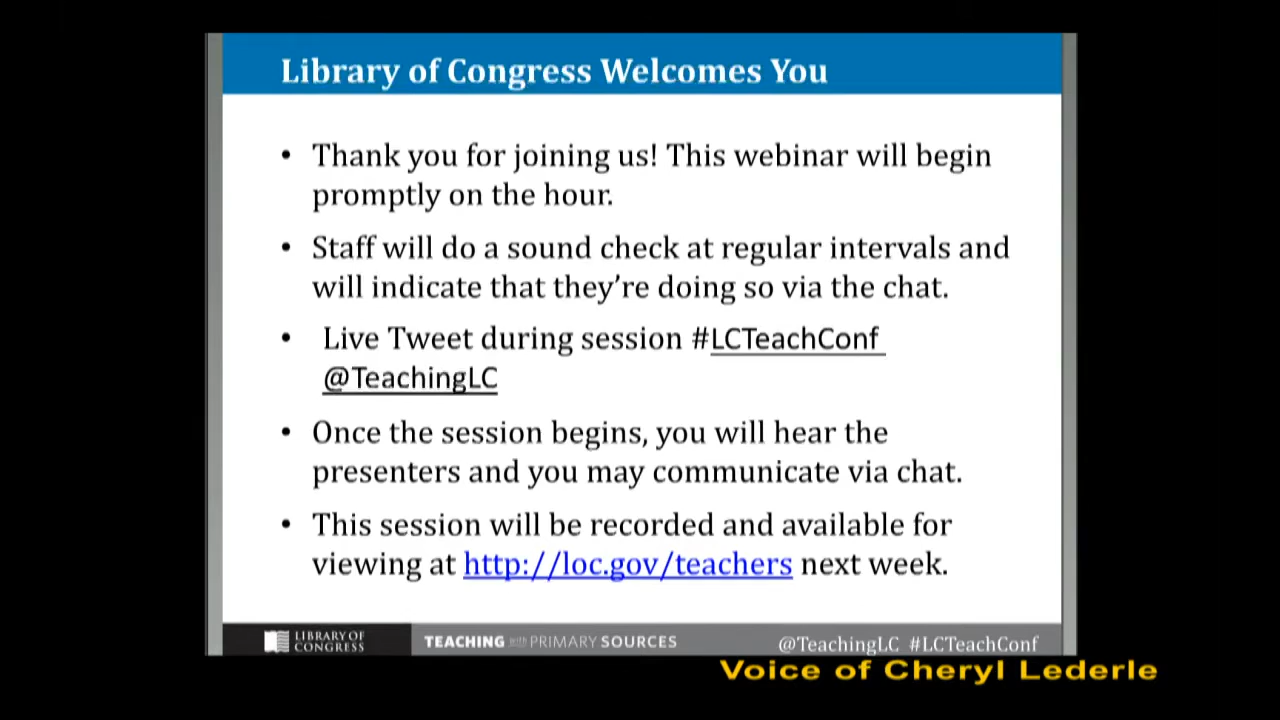 Library of Congress Welcomes You
• Thank you for joining us! This webinar will begin
promptly on the hour.
• Staff will do a sound check at regular intervals and
will indicate that they’re doing so via the chat.
• Live Tweet during session #LCTeachConf
@TeachingLC
• Once the session begins, you will hear the
presenters and you may communicate via chat.
• This session will be recorded and available for
viewing at http://loc.gov/teachers next week.
LIBRARY OF
CONGRESS
TEACHING with PRIMARY SOURCES
@TeachingLC #LCTeachConf
Voice of Cheryl Lederle